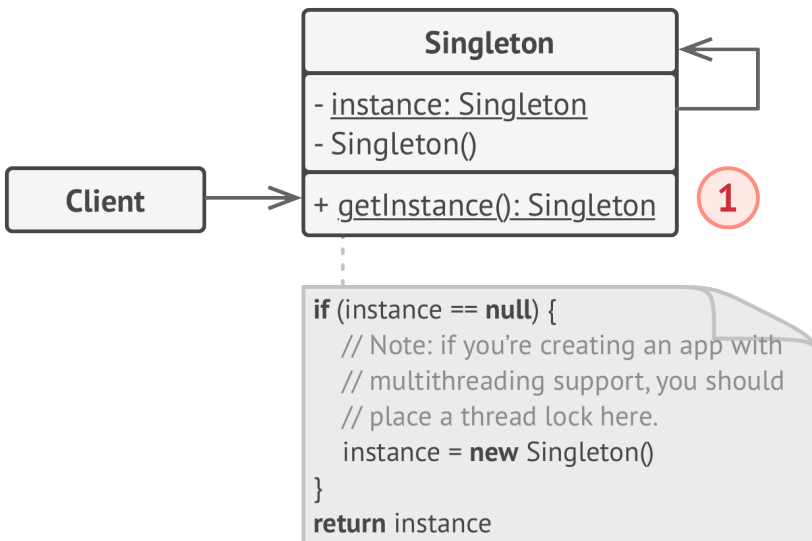 Singleton
- instance: Singleton
- Singleton()
Client
+ getInstance(): Singleton
1
if (instance == null) {
// Note: if you’re creating an app with
// multithreading support, you should
// place a thread lock here.
instance = new Singleton()
}
return instance